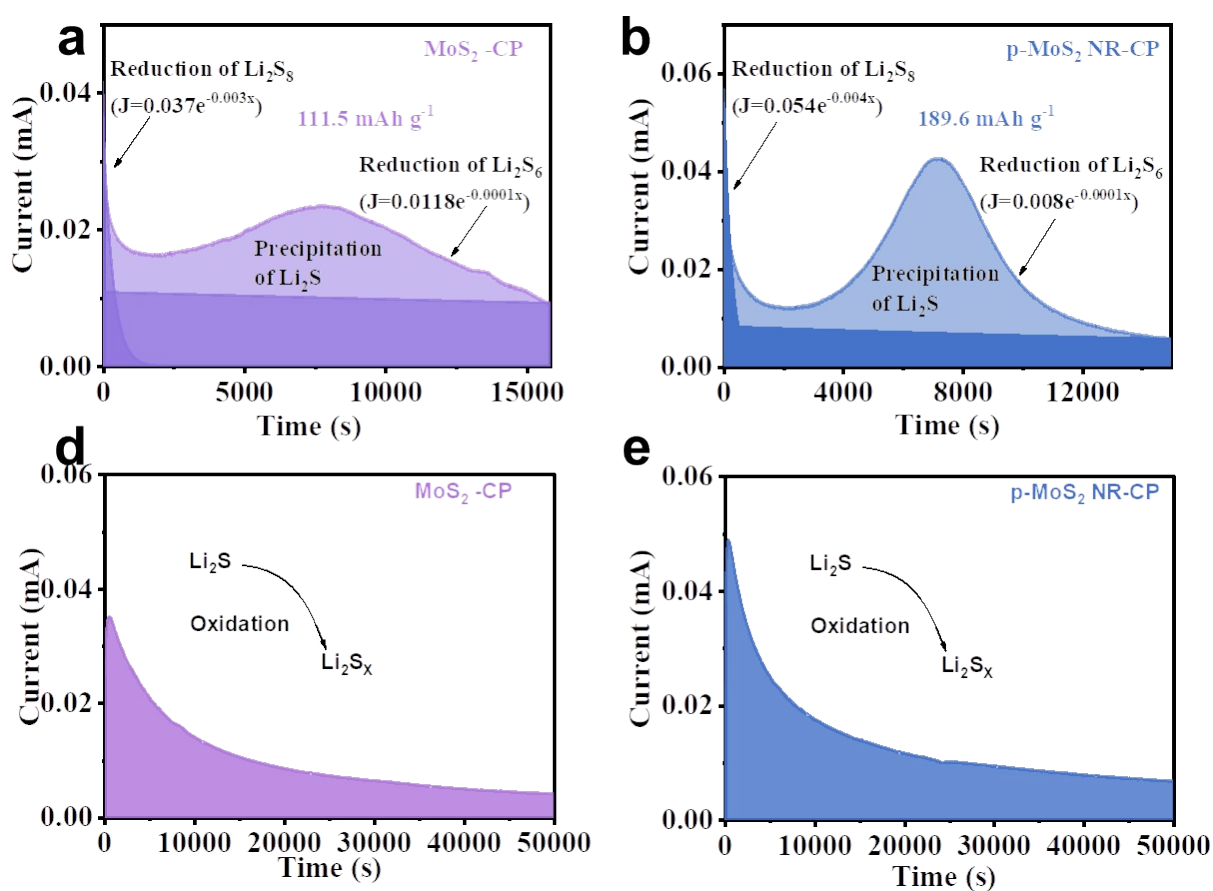 a
MoS₂ -CP
Reduction of Li₂S₈
(J=0.037e⁻⁰·⁰⁰³ˣ)
111.5 mAh g⁻¹
Reduction of Li₂S₆
(J=0.0118e⁻⁰·⁰⁰⁰¹ˣ)
Precipitation
of Li₂S
Current (mA)
0.04
0.02
0.00
0 5000 10000 15000
Time (s)
b
p-MoS₂ NR-CP
Reduction of Li₂S₈
(J=0.054e⁻⁰·⁰⁰⁴ˣ)
189.6 mAh g⁻¹
Reduction of Li₂S₆
(J=0.008e⁻⁰·⁰⁰⁰¹ˣ)
Precipitation
of Li₂S
Current (mA)
0.06
0.04
0.02
0.00
0 4000 8000 12000
Time (s)
d
MoS₂ -CP
Li₂S
Oxidation
Li₂Sₓ
Current (mA)
0.06
0.04
0.02
0.00
0 10000 20000 30000 40000 50000
Time (s)
e
p-MoS₂ NR-CP
Li₂S
Oxidation
Li₂Sₓ
Current (mA)
0.06
0.04
0.02
0.00
0 10000 20000 30000 40000 50000
Time (s)